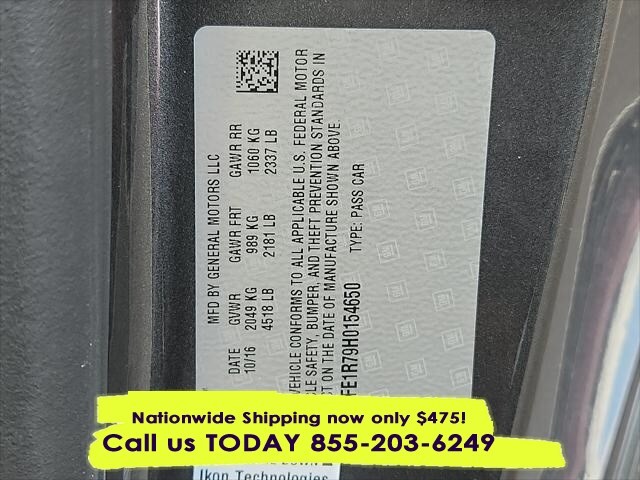 MFD BY GENERAL MOTORS LLC
DATE GVWR GAWR FRT GAWR RR
10/16 2049 KG 989 KG 1060 KG
4518 LB 2181 LB 2337 LB
VEHICLE CONFORMS TO ALL APPLICABLE U.S. FEDERAL MOTOR
CLE SAFETY, BUMPER, AND THEFT PREVENTION STANDARDS IN
CT ON THE DATE OF MANUFACTURE SHOWN ABOVE.
FE1R79H0154650 TYPE: PASS CAR
Nationwide Shipping now only $475!
Call us TODAY 855-203-6249
Ikon Technologies